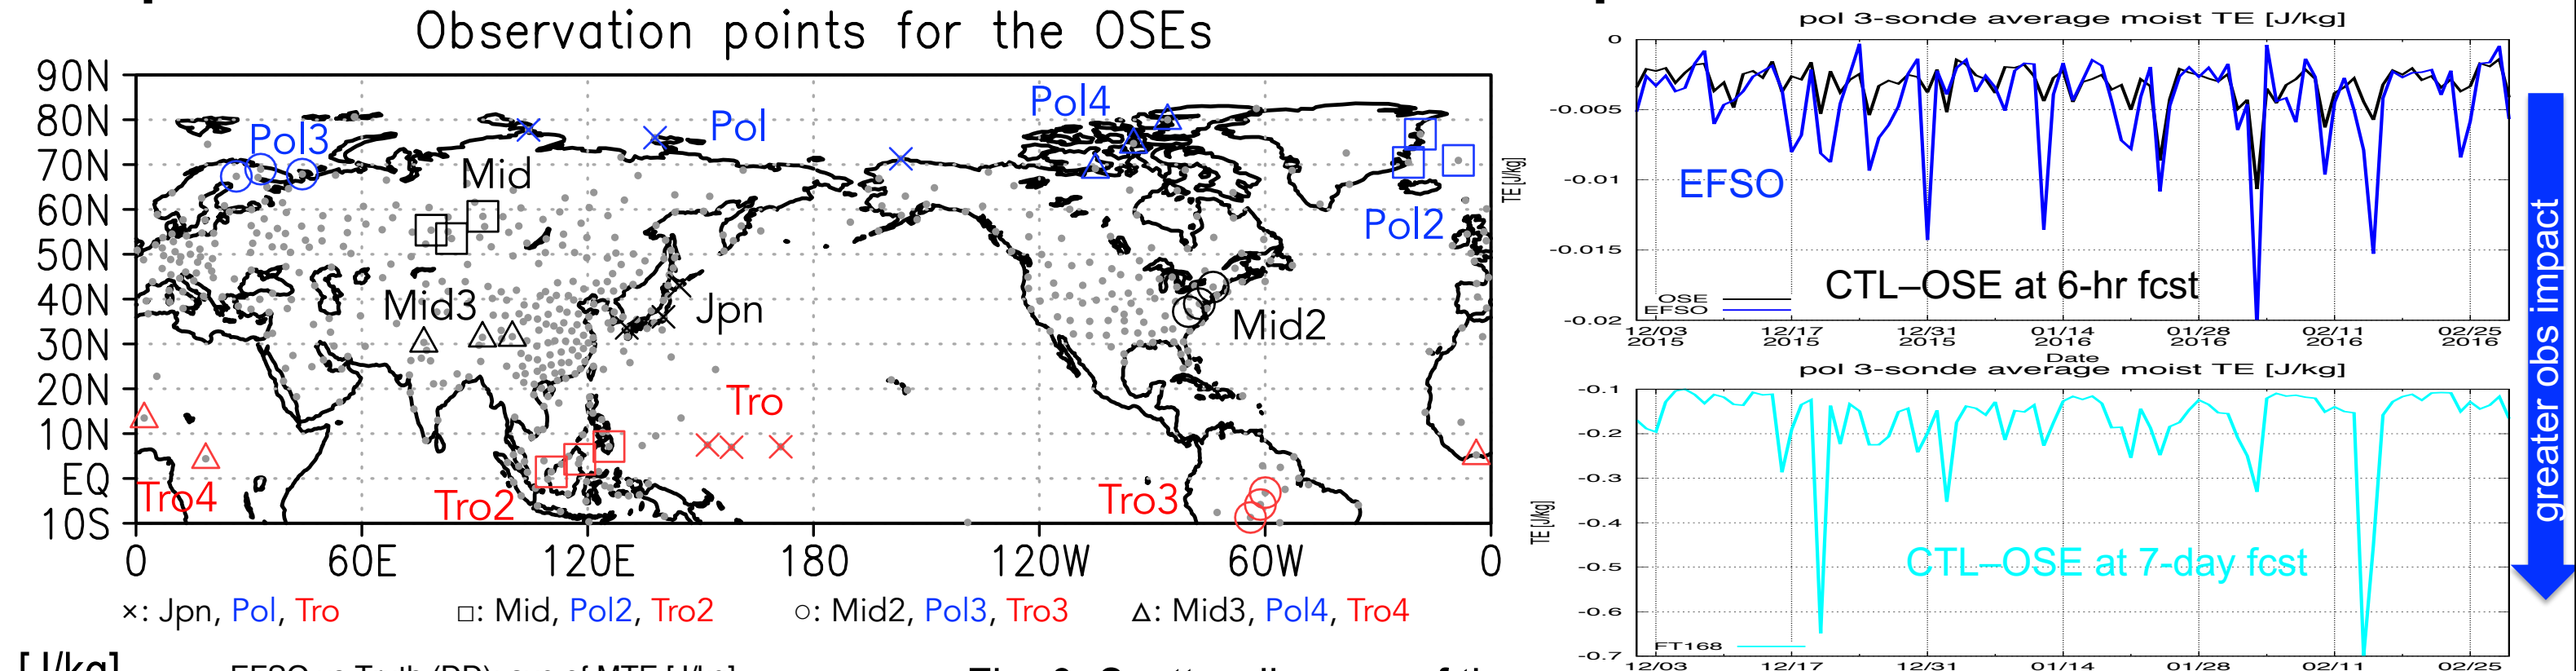 Observation points for the OSEs
90N
80N
70N
60N
50N
40N
30N
20N
10N
EQ
10S
0 60E 120E 180 120W 60W 0
Pol3
Pol
Pol4
Pol2
Mid
Mid3
Jpn
Mid2
Tro
Tro4
Tro2
Tro3
×: Jpn, Pol, Tro □: Mid, Pol2, Tro2 ○: Mid2, Pol3, Tro3 △: Mid3, Pol4, Tro4
[J/kg]
pol 3-sonde average moist TE [J/kg]
0
-0.005
-0.01
-0.015
-0.02
TE [J/kg]
EFSO
CTL–OSE at 6-hr fcst
OSE
EFSO
12/03 12/17 12/31 01/14 01/28 02/11 02/25
2015 2015 2015 2016 2016 2016 2016
Date
pol 3-sonde average moist TE [J/kg]
-0.1
-0.2
-0.3
-0.4
-0.5
-0.6
-0.7
TE [J/kg]
CTL–OSE at 7-day fcst
FT168
12/03 12/17 12/31 01/14 01/28 02/11 02/25
greater obs impact